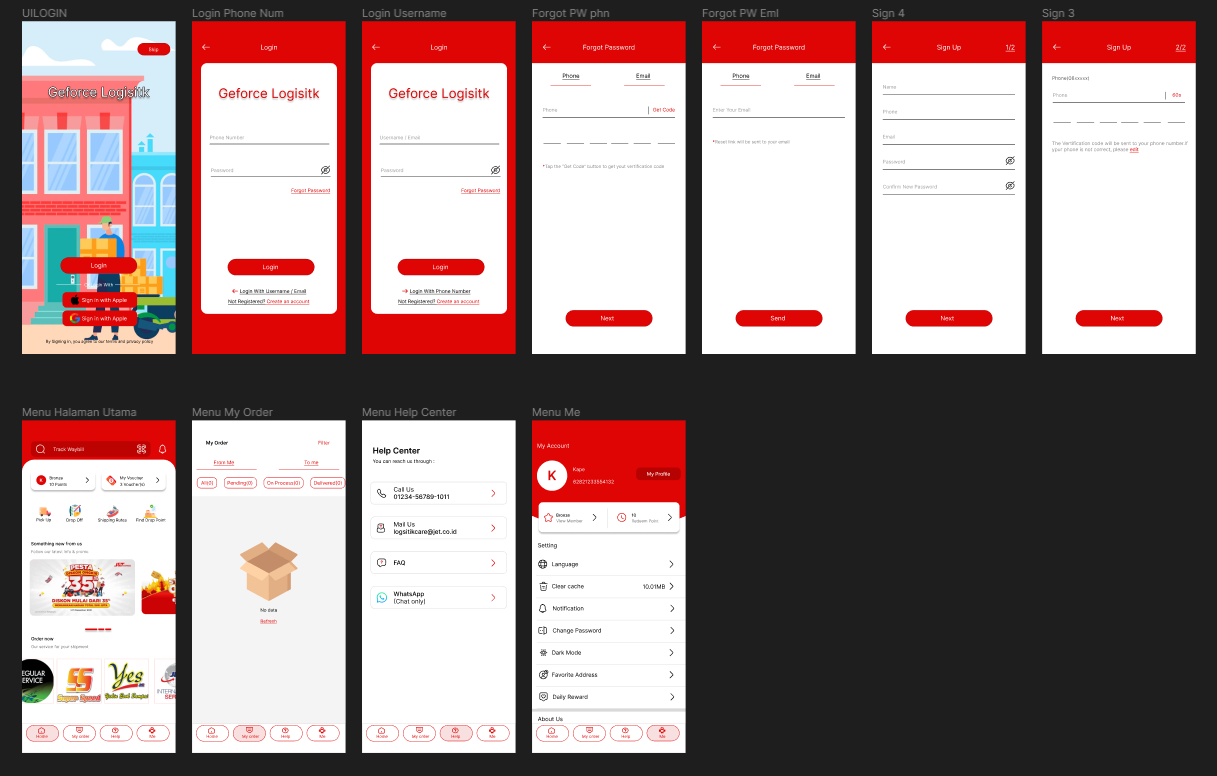 UILOGIN
Skip
Geforce Logisitk
Login
With
Sign in with Apple
Sign in with Apple
By Signing in, you agree to our terms and privacy policy
Login Phone Num
Login
Geforce Logisitk
Phone Number
Password
Forgot Password
Login
Login With Username / Email
Not Registered? Create an account
Login Username
Login
Geforce Logisitk
Username / Email
Password
Forgot Password
Login
Login With Phone Number
Not Registered? Create an account
Forgot PW phn
Forgot Password
Phone
Email
Phone
Get Code
*Tap the "Get Code" button to get your verification code
Next
Forgot PW Eml
Forgot Password
Phone
Email
Enter Your Email
*Reset link will be sent to your email
Send
Sign 4
Sign Up
1/2
Name
Phone
Email
Password
Confirm New Password
Next
Sign 3
Sign Up
2/2
Phone(08xxxxx)
Phone
60s
The Verification code will be sent to your phone number.if
your phone is not correct, please edit
Next
Menu Halaman Utama
Track Waybill
Bronze
10 Points
My Voucher
3 Voucher(s)
Pick Up
Drop Off
Shipping Rates
Find Drop Point
Something new from us
Follow our latest info & promo
JET
PESTA
DISKON ONGKIR
35
DISKON MULAI DARI 35%
Order now
Our service for your shipment
EGULAR
ERVICE
SS
Super Speed
Yes
INTERN
SER
Home
My order
Help
Me
Menu My Order
My Order
Filter
From Me
To me
All(0)
Pending(0)
On Process(0)
Delivered(0)
No data
Refresh
Home
My order
Help
Me
Menu Help Center
Help Center
You can reach us through :
Call Us
01234-56789-1011
Mail Us
logsitikcare@jet.co.id
FAQ
WhatsApp
(Chat only)
Home
My order
Help
Me
Menu Me
My Account
K
Kape
82821233554132
My Profile
Bronze
View Member
10
Redeem Poins
Setting
Language
Clear cache
10.01MB
Notification
Change Password
Dark Mode
Favorite Address
Daily Reward
About Us
Home
My order
Help
Me